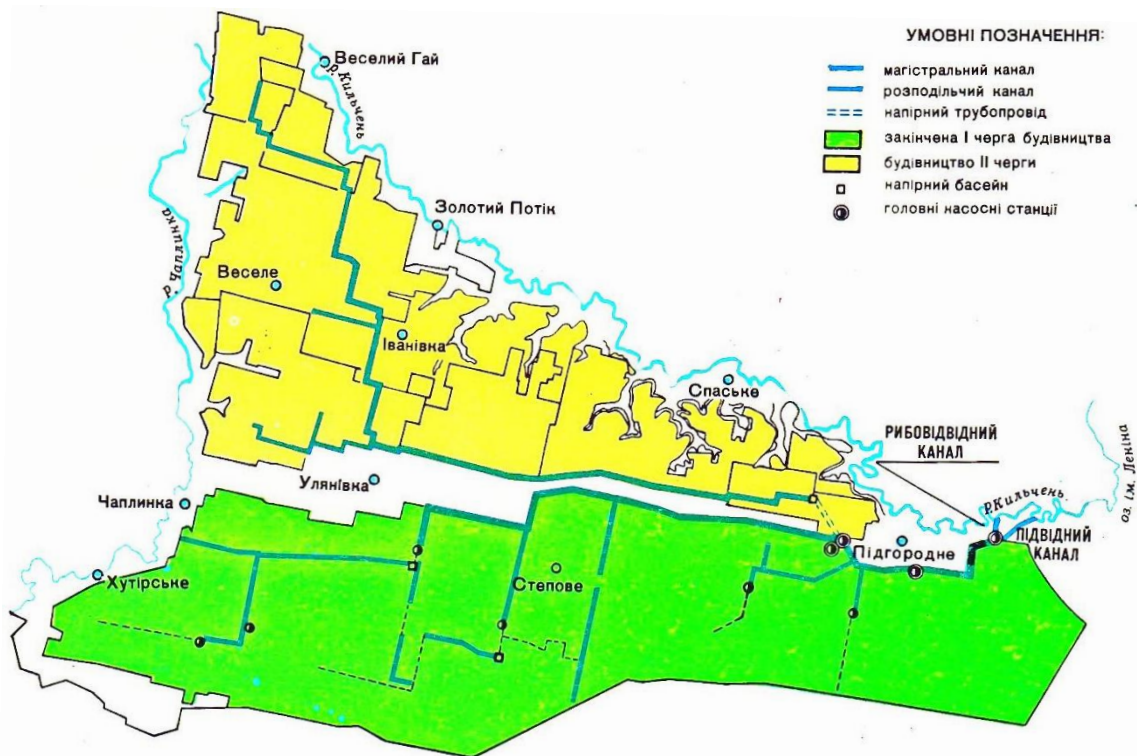 УМОВНІ ПОЗНАЧЕННЯ:
магістральний канал
розподільчий канал
напірний трубопровід
закінчена І черга будівництва
будівництво ІІ черги
напірний басейн
головні насосні станції
Веселий Гай
р. Кильчень
Золотий Потік
р. Чаплинка
Веселе
Іванівка
Спаське
РИБОВІДВІДНИЙ
КАНАЛ
оз. ім. Леніна
Улянівка
Чаплинка
р.Кильчень
ПІДВІДНИЙ
КАНАЛ
Підгородне
Степове
Хутірське